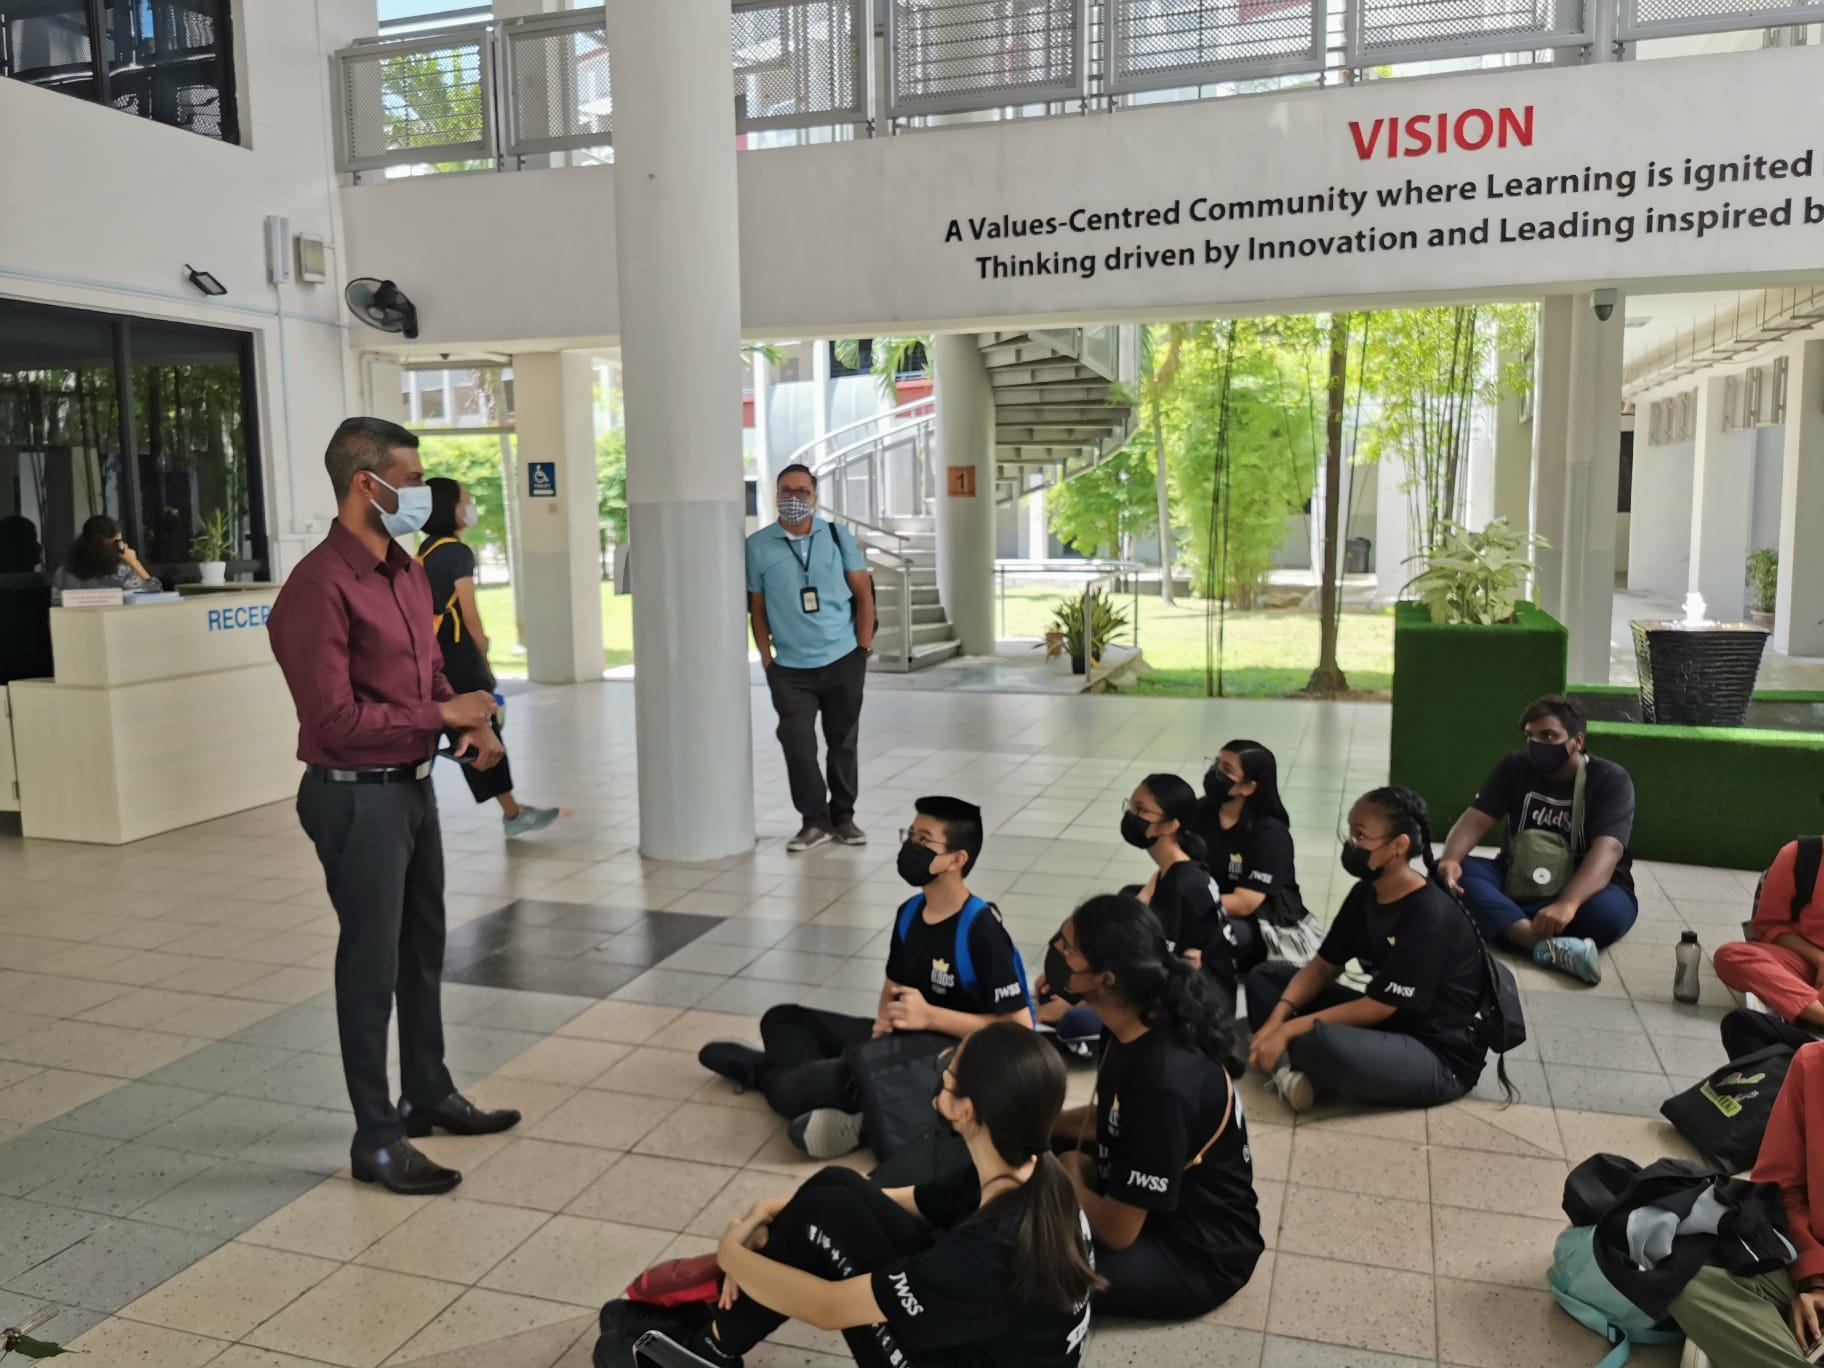 VISION
A Values-Centred Community where Learning is ignited
Thinking driven by Innovation and Leading inspired b
RECEP
1
JWSS
JWSS
JWSS
JWSS
JWSS